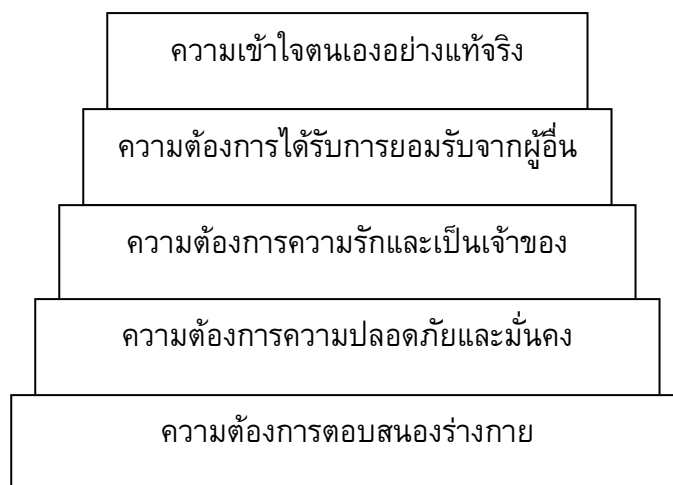 ความเข้าใจตนเองอย่างแท้จริง
ความต้องการได้รับการยอมรับจากผู้อื่น
ความต้องการความรักและเป็นเจ้าของ
ความต้องการความปลอดภัยและมั่นคง
ความต้องการตอบสนองร่างกาย